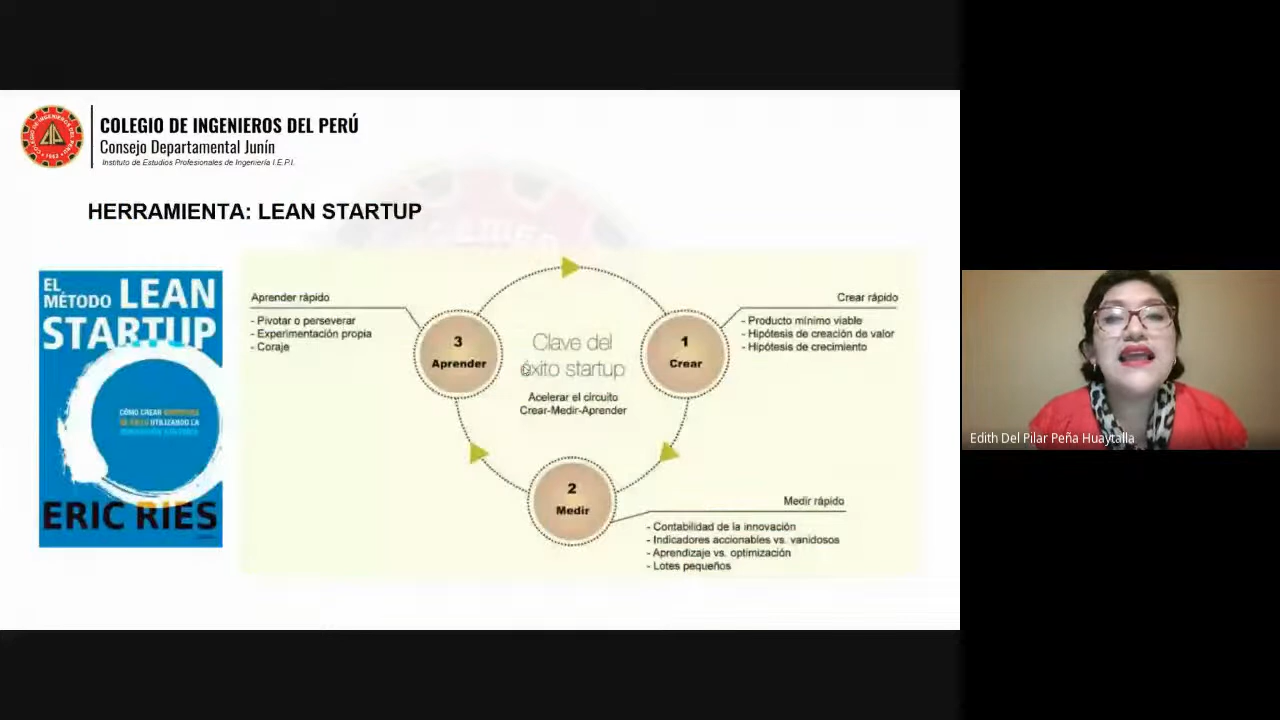 COLEGIO DE INGENIEROS DEL PERÚ
Consejo Departamental Junín
Instituto de Estudios Profesionales de Ingeniería I.E.P.I.
HERRAMIENTA: LEAN STARTUP
EL
MÉTODO LEAN
STARTUP
CÓMO CREAR
UTILIZANDO LA
ERIC RIES
Aprender rápido
- Pivotar o perseverar
- Experimentación propia
- Coraje
3
Aprender
Clave del
éxito startup
Acelerar el circuito
Crear-Medir-Aprender
1
Crear
Crear rápido
- Producto mínimo viable
- Hipótesis de creación de valor
- Hipótesis de crecimiento
2
Medir
Medir rápido
- Contabilidad de la innovación
- Indicadores accionables vs. vanidosos
- Aprendizaje vs. optimización
- Lotes pequeños
Edith Del Pilar Peña Huaytalla